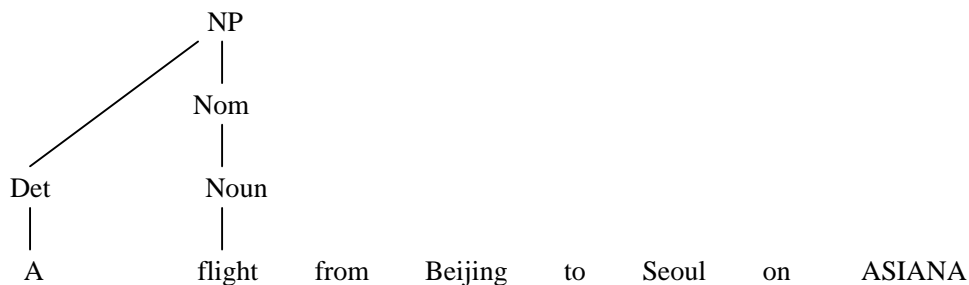 NP
Nom
Det Noun
A flight from Beijing to Seoul on ASIANA